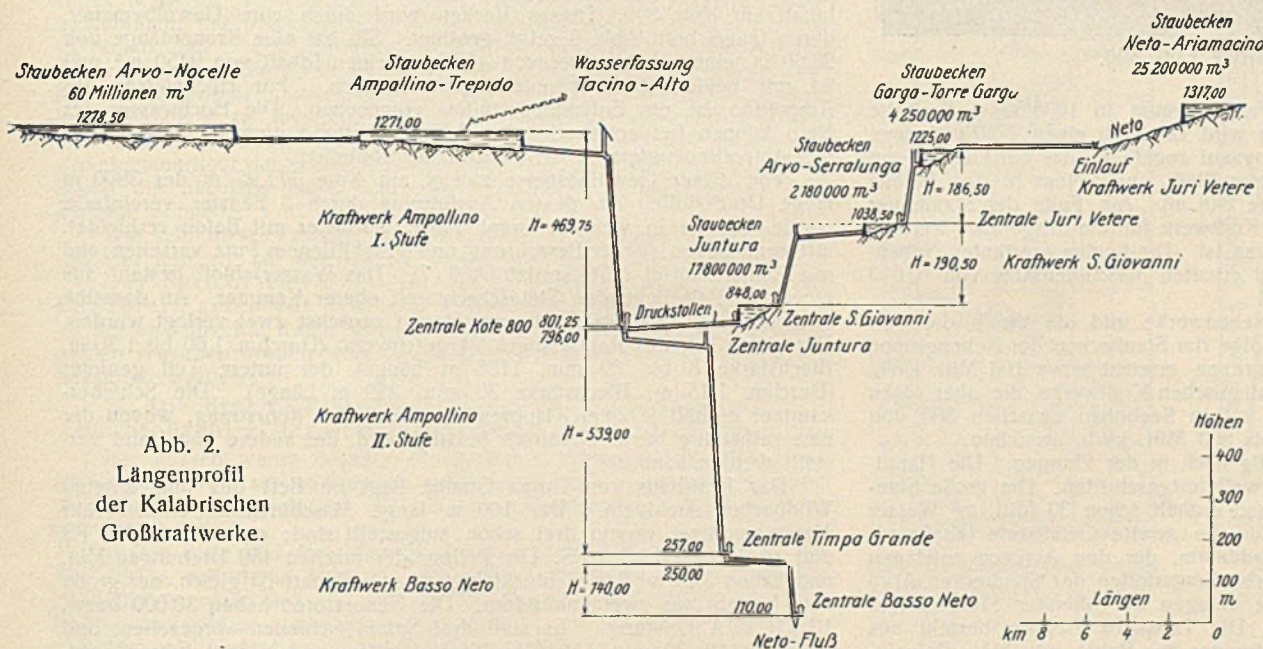 Staubecken Arvo-Nocelle
60 Millionen m³
1278,50
Staubecken
Ampollino-Trepido
1271,00
Wasserfassung
Tacino-Alto
Staubecken
Garga-Torre Garga
4 250 000 m³
1225,00
Staubecken
Neto-Ariamacina
25 200 000 m³
1317,00
Neto
Einlauf
Staubecken
Arvo-Serralunga
2 180 000 m³
1038,50
H = 186,50
Kraftwerk Juri Vetere
Zentrale Juri Vetere
Kraftwerk Ampollino
I. Stufe
H = 469,75
Staubecken
Juntura
17 800 000 m³
848,00
H = 190,50
Kraftwerk S. Giovanni
Druckstollen
Zentrale S. Giovanni
Zentrale Kote 800
801,25
796,00
Zentrale Juntura
Kraftwerk Ampollino
II. Stufe
H = 539,00
Abb. 2.
Längenprofil
der Kalabrischen
Großkraftwerke.
257,00
Zentrale Timpa Grande
250,00
Kraftwerk Basso Neto
H = 140,00
110,00
Zentrale Basso Neto
Neto-Fluß
Höhen
400
300
200
100
m
Längen
km 8 6 4 2 0